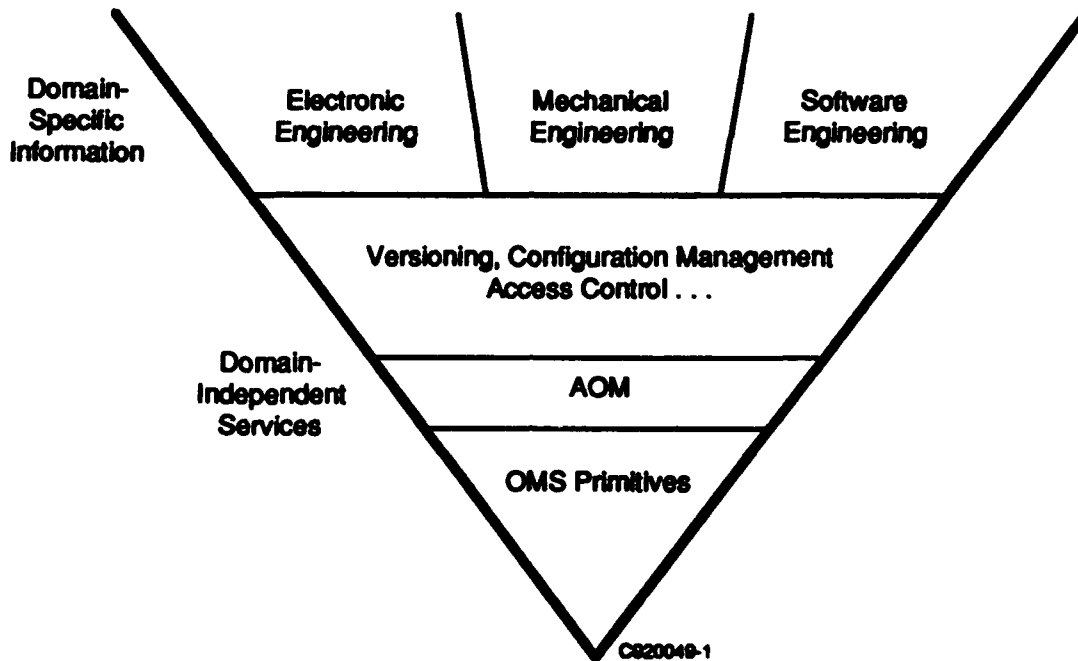 Domain-
Specific
Information
Electronic
Engineering
Mechanical
Engineering
Software
Engineering
Versioning, Configuration Management
Access Control . . .
Domain-
Independent
Services
AOM
OMS Primitives
C920049-1